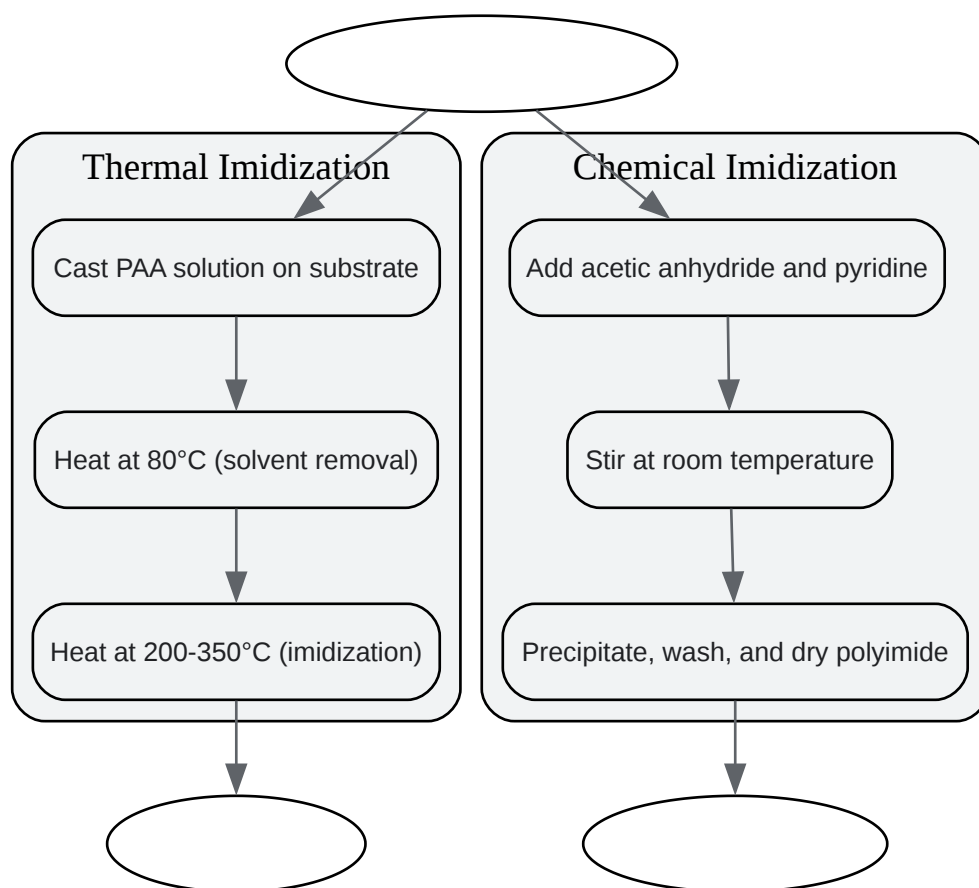 Thermal Imidization
Cast PAA solution on substrate
Heat at 80°C (solvent removal)
Heat at 200-350°C (imidization)
Chemical Imidization
Add acetic anhydride and pyridine
Stir at room temperature
Precipitate, wash, and dry polyimide